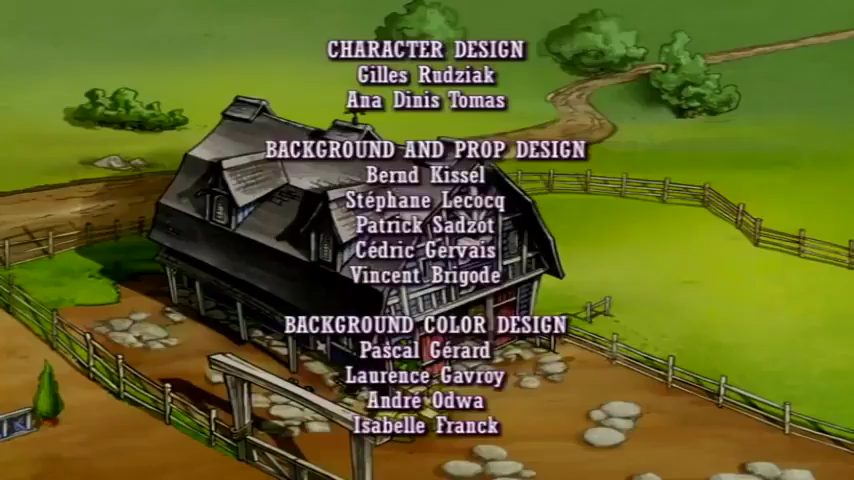 CHARACTER DESIGN
Gilles Rudziak
Ana Dinis Tomas
BACKGROUND AND PROP DESIGN
Bernd Kissel
Stéphane Lecocq
Patrick Sadzot
Cédric Gervais
Vincent Brigode
BACKGROUND COLOR DESIGN
Pascal Gérard
Laurence Gavroy
André Odwa
Isabelle Franck